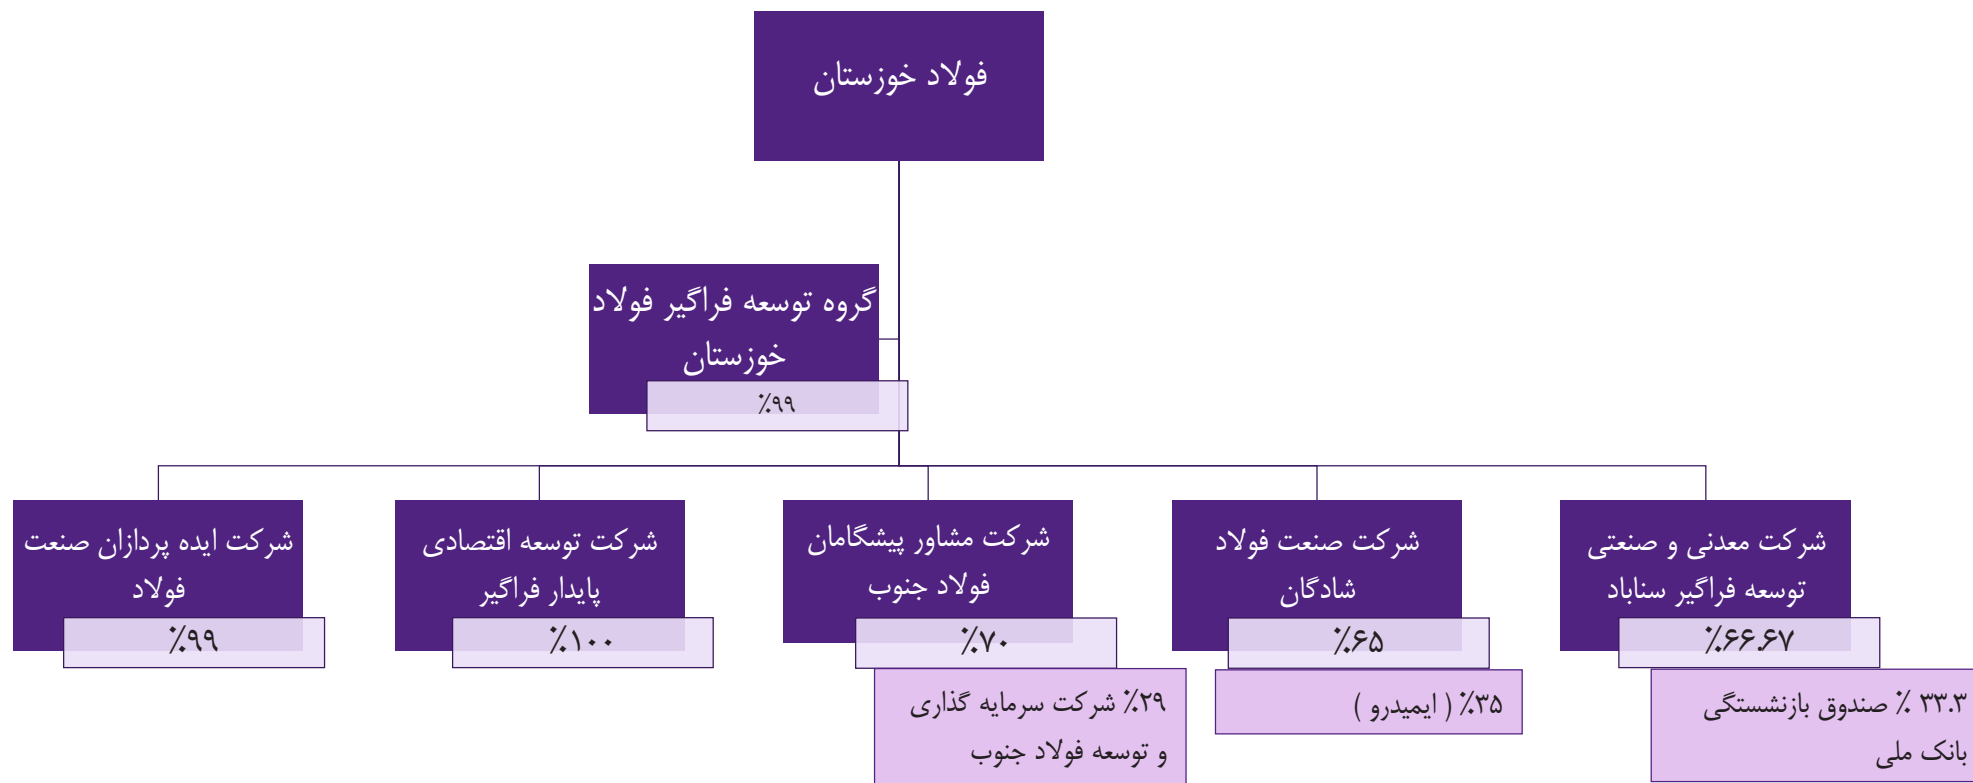 فولاد خوزستان
گروه توسعه فراگیر فولاد
خوزستان
%۹۹
شرکت معدنی و صنعتی
توسعه فراگیر سناباد
%۶۶.۶۷
۳۳.۳ % صندوق بازنشستگی
بانک ملی
شرکت صنعت فولاد
شادگان
%۶۵
%۳۵ ( ایمیدرو )
شرکت مشاور پیشگامان
فولاد جنوب
%۷۰
%۲۹ شرکت سرمایه گذاری
و توسعه فولاد جنوب
شرکت توسعه اقتصادی
پایدار فراگیر
%۱۰۰
شرکت ایده پردازان صنعت
فولاد
%۹۹